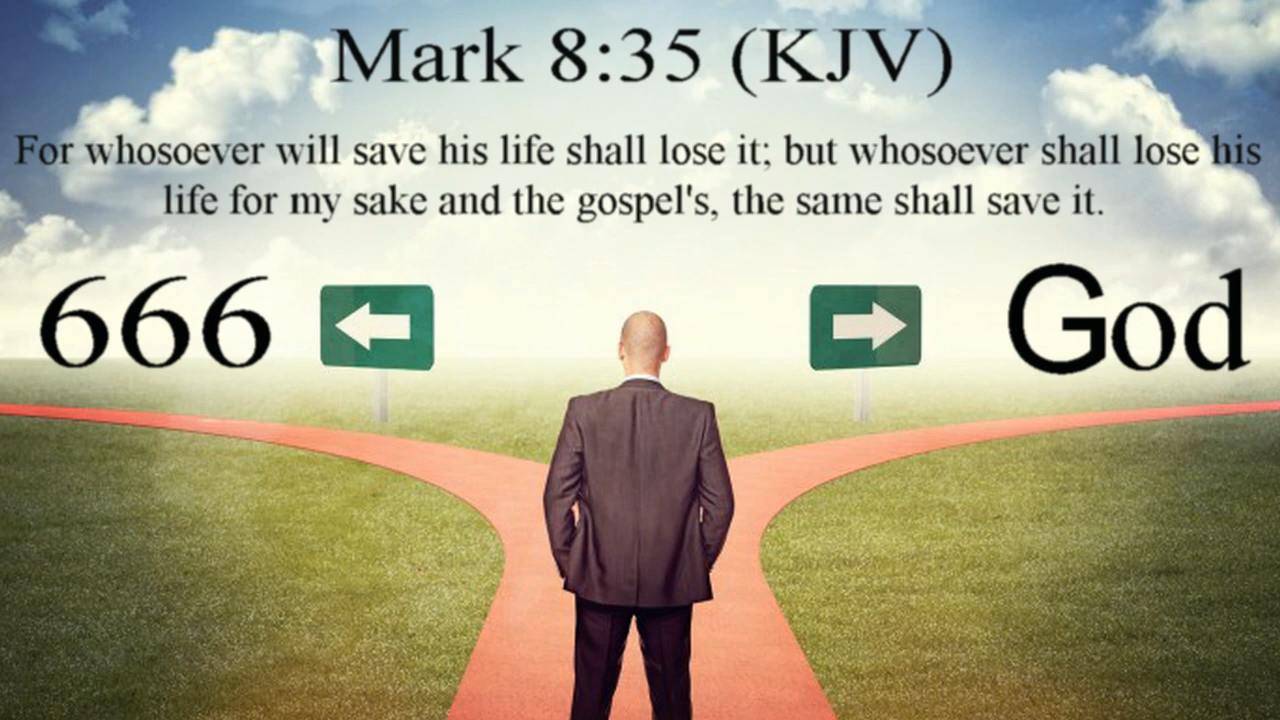 Mark 8:35 (KJV)
For whosoever will save his life shall lose it; but whosoever shall lose his
life for my sake and the gospel's, the same shall save it.
666
God